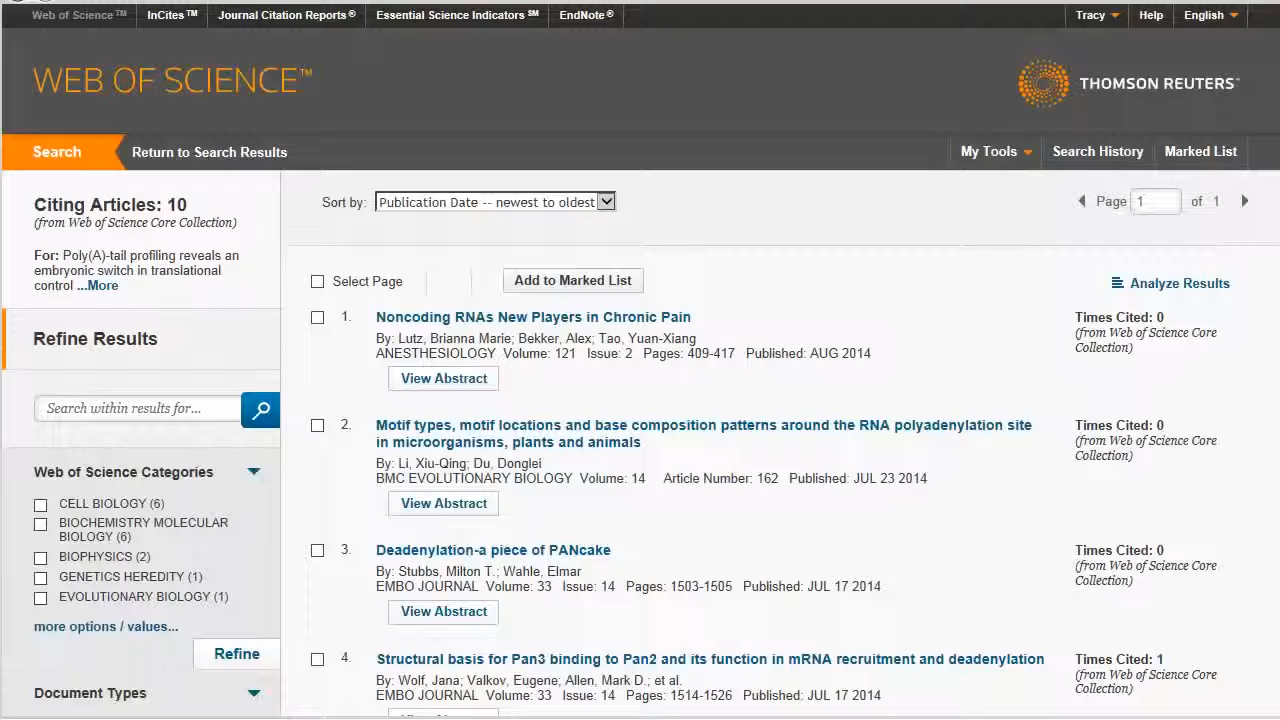 Web of Science™ InCites™ Journal Citation Reports® Essential Science Indicators℠ EndNote® Tracy Help English
WEB OF SCIENCE™
THOMSON REUTERS™
Search Return to Search Results My Tools Search History Marked List
Citing Articles: 10
(from Web of Science Core Collection)
For: Poly(A)-tail profiling reveals an
embryonic switch in translational
control ...More
Refine Results
Search within results for...
Web of Science Categories
CELL BIOLOGY (6)
BIOCHEMISTRY MOLECULAR
BIOLOGY (6)
BIOPHYSICS (2)
GENETICS HEREDITY (1)
EVOLUTIONARY BIOLOGY (1)
more options / values...
Refine
Document Types
Sort by: Publication Date -- newest to oldest Page 1 of 1
Select Page Add to Marked List Analyze Results
1. Noncoding RNAs New Players in Chronic Pain
By: Lutz, Brianna Marie; Bekker, Alex; Tao, Yuan-Xiang
ANESTHESIOLOGY Volume: 121 Issue: 2 Pages: 409-417 Published: AUG 2014
View Abstract
Times Cited: 0
(from Web of Science Core
Collection)
2. Motif types, motif locations and base composition patterns around the RNA polyadenylation site
in microorganisms, plants and animals
By: Li, Xiu-Qing; Du, Donglei
BMC EVOLUTIONARY BIOLOGY Volume: 14 Article Number: 162 Published: JUL 23 2014
View Abstract
Times Cited: 0
(from Web of Science Core
Collection)
3. Deadenylation-a piece of PANcake
By: Stubbs, Milton T.; Wahle, Elmar
EMBO JOURNAL Volume: 33 Issue: 14 Pages: 1503-1505 Published: JUL 17 2014
View Abstract
Times Cited: 0
(from Web of Science Core
Collection)
4. Structural basis for Pan3 binding to Pan2 and its function in mRNA recruitment and deadenylation
By: Wolf, Jana; Valkov, Eugene; Allen, Mark D.; et al.
EMBO JOURNAL Volume: 33 Issue: 14 Pages: 1514-1526 Published: JUL 17 2014
Times Cited: 1
(from Web of Science Core
Collection)